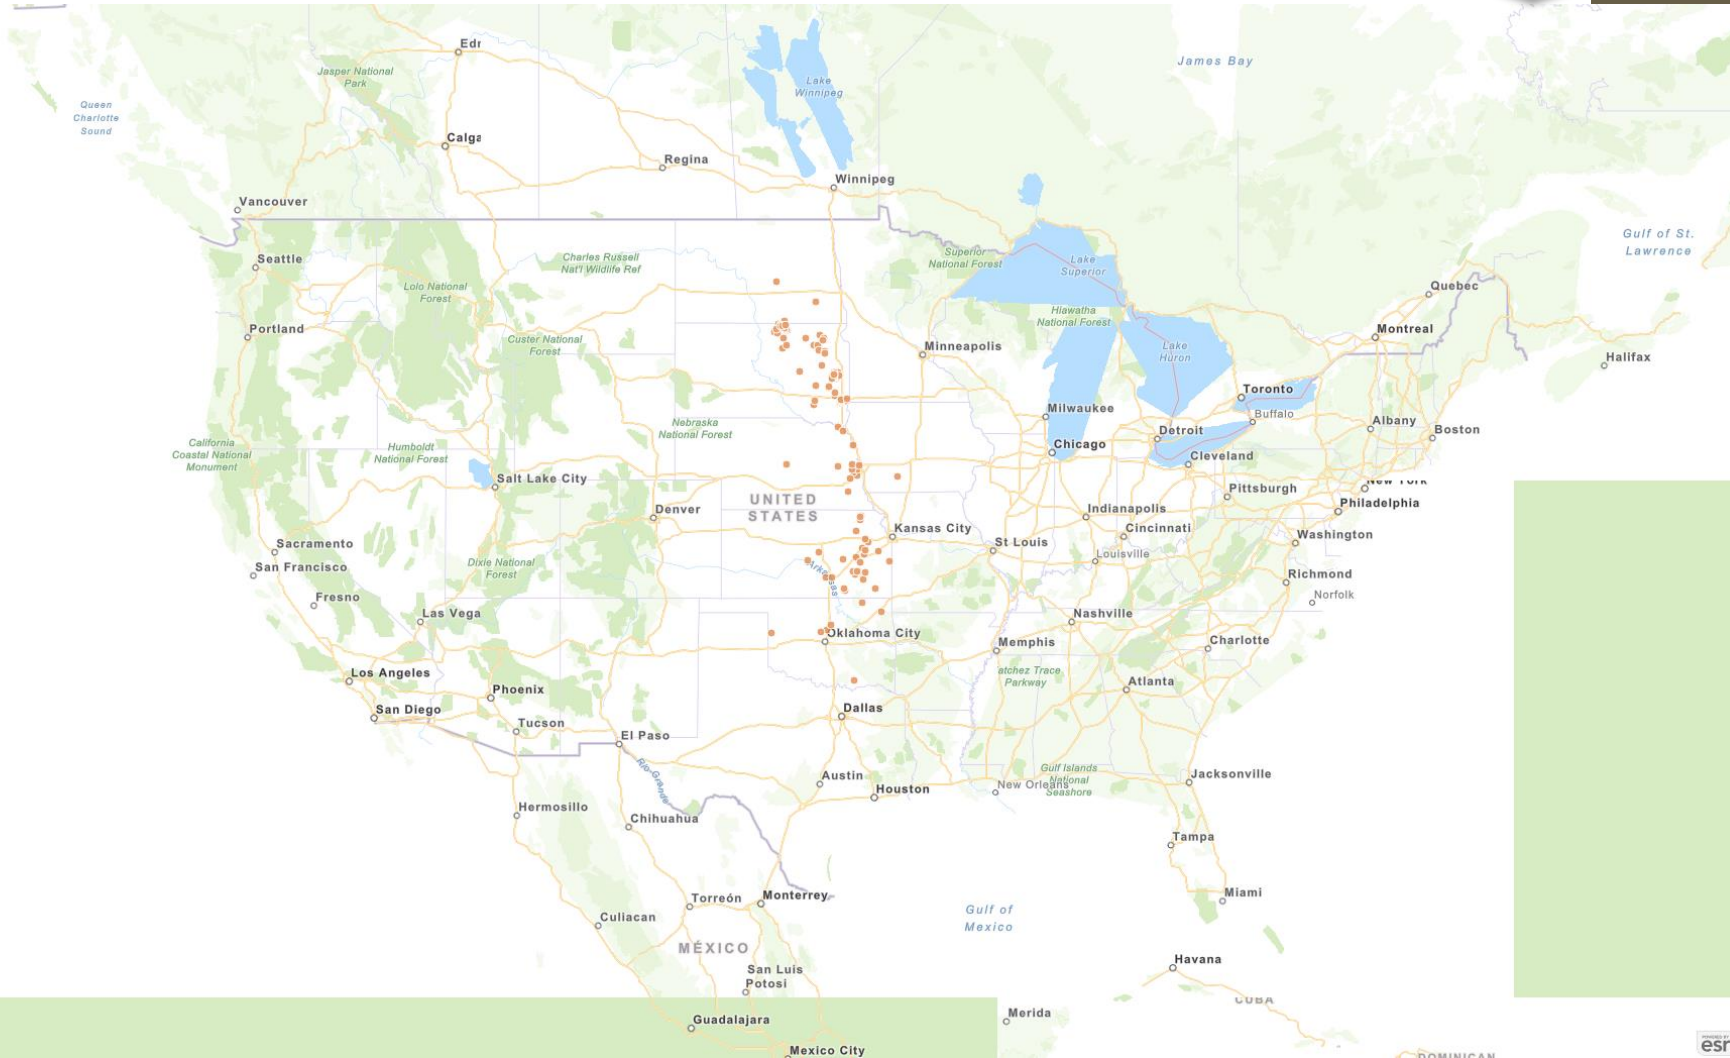 James Bay
Edr
Jasper National
Park
Lake
Winnipeg
Queen
Charlotte
Sound
Calga
Regina
Winnipeg
Vancouver
Gulf of St.
Lawrence
Seattle
Charles Russell
Nat'l Wildlife Ref
Superior
National Forest
Lake
Superior
Lolo National
Forest
Quebec
Portland
Custer National
Forest
Hiawatha
National Forest
Montreal
Minneapolis
Lake
Huron
Halifax
Toronto
Milwaukee
Buffalo
Albany
Nebraska
National Forest
Detroit
Boston
California
Coastal National
Monument
Humboldt
National Forest
Chicago
Cleveland
Salt Lake City
New York
Pittsburgh
UNITED
STATES
Philadelphia
Denver
Indianapolis
Kansas City
Cincinnati
Washington
Sacramento
St Louis
Louisville
San Francisco
Dixie National
Forest
Arkansas
Richmond
Fresno
Norfolk
Las Vegas
Nashville
Oklahoma City
Memphis
Charlotte
Los Angeles
atchez Trace
Parkway
Phoenix
Atlanta
San Diego
Dallas
Tucson
El Paso
Rio Grande
Austin
Gulf Islands
National
Seashore
Jacksonville
Houston
New Orleans
Hermosillo
Chihuahua
Tampa
Torreón
Monterrey
Miami
Culiacan
Gulf of
Mexico
MÉXICO
Havana
San Luis
Potosi
CUBA
Merida
Guadalajara
Mexico City
POWERED BY
esr
DOMINICAN